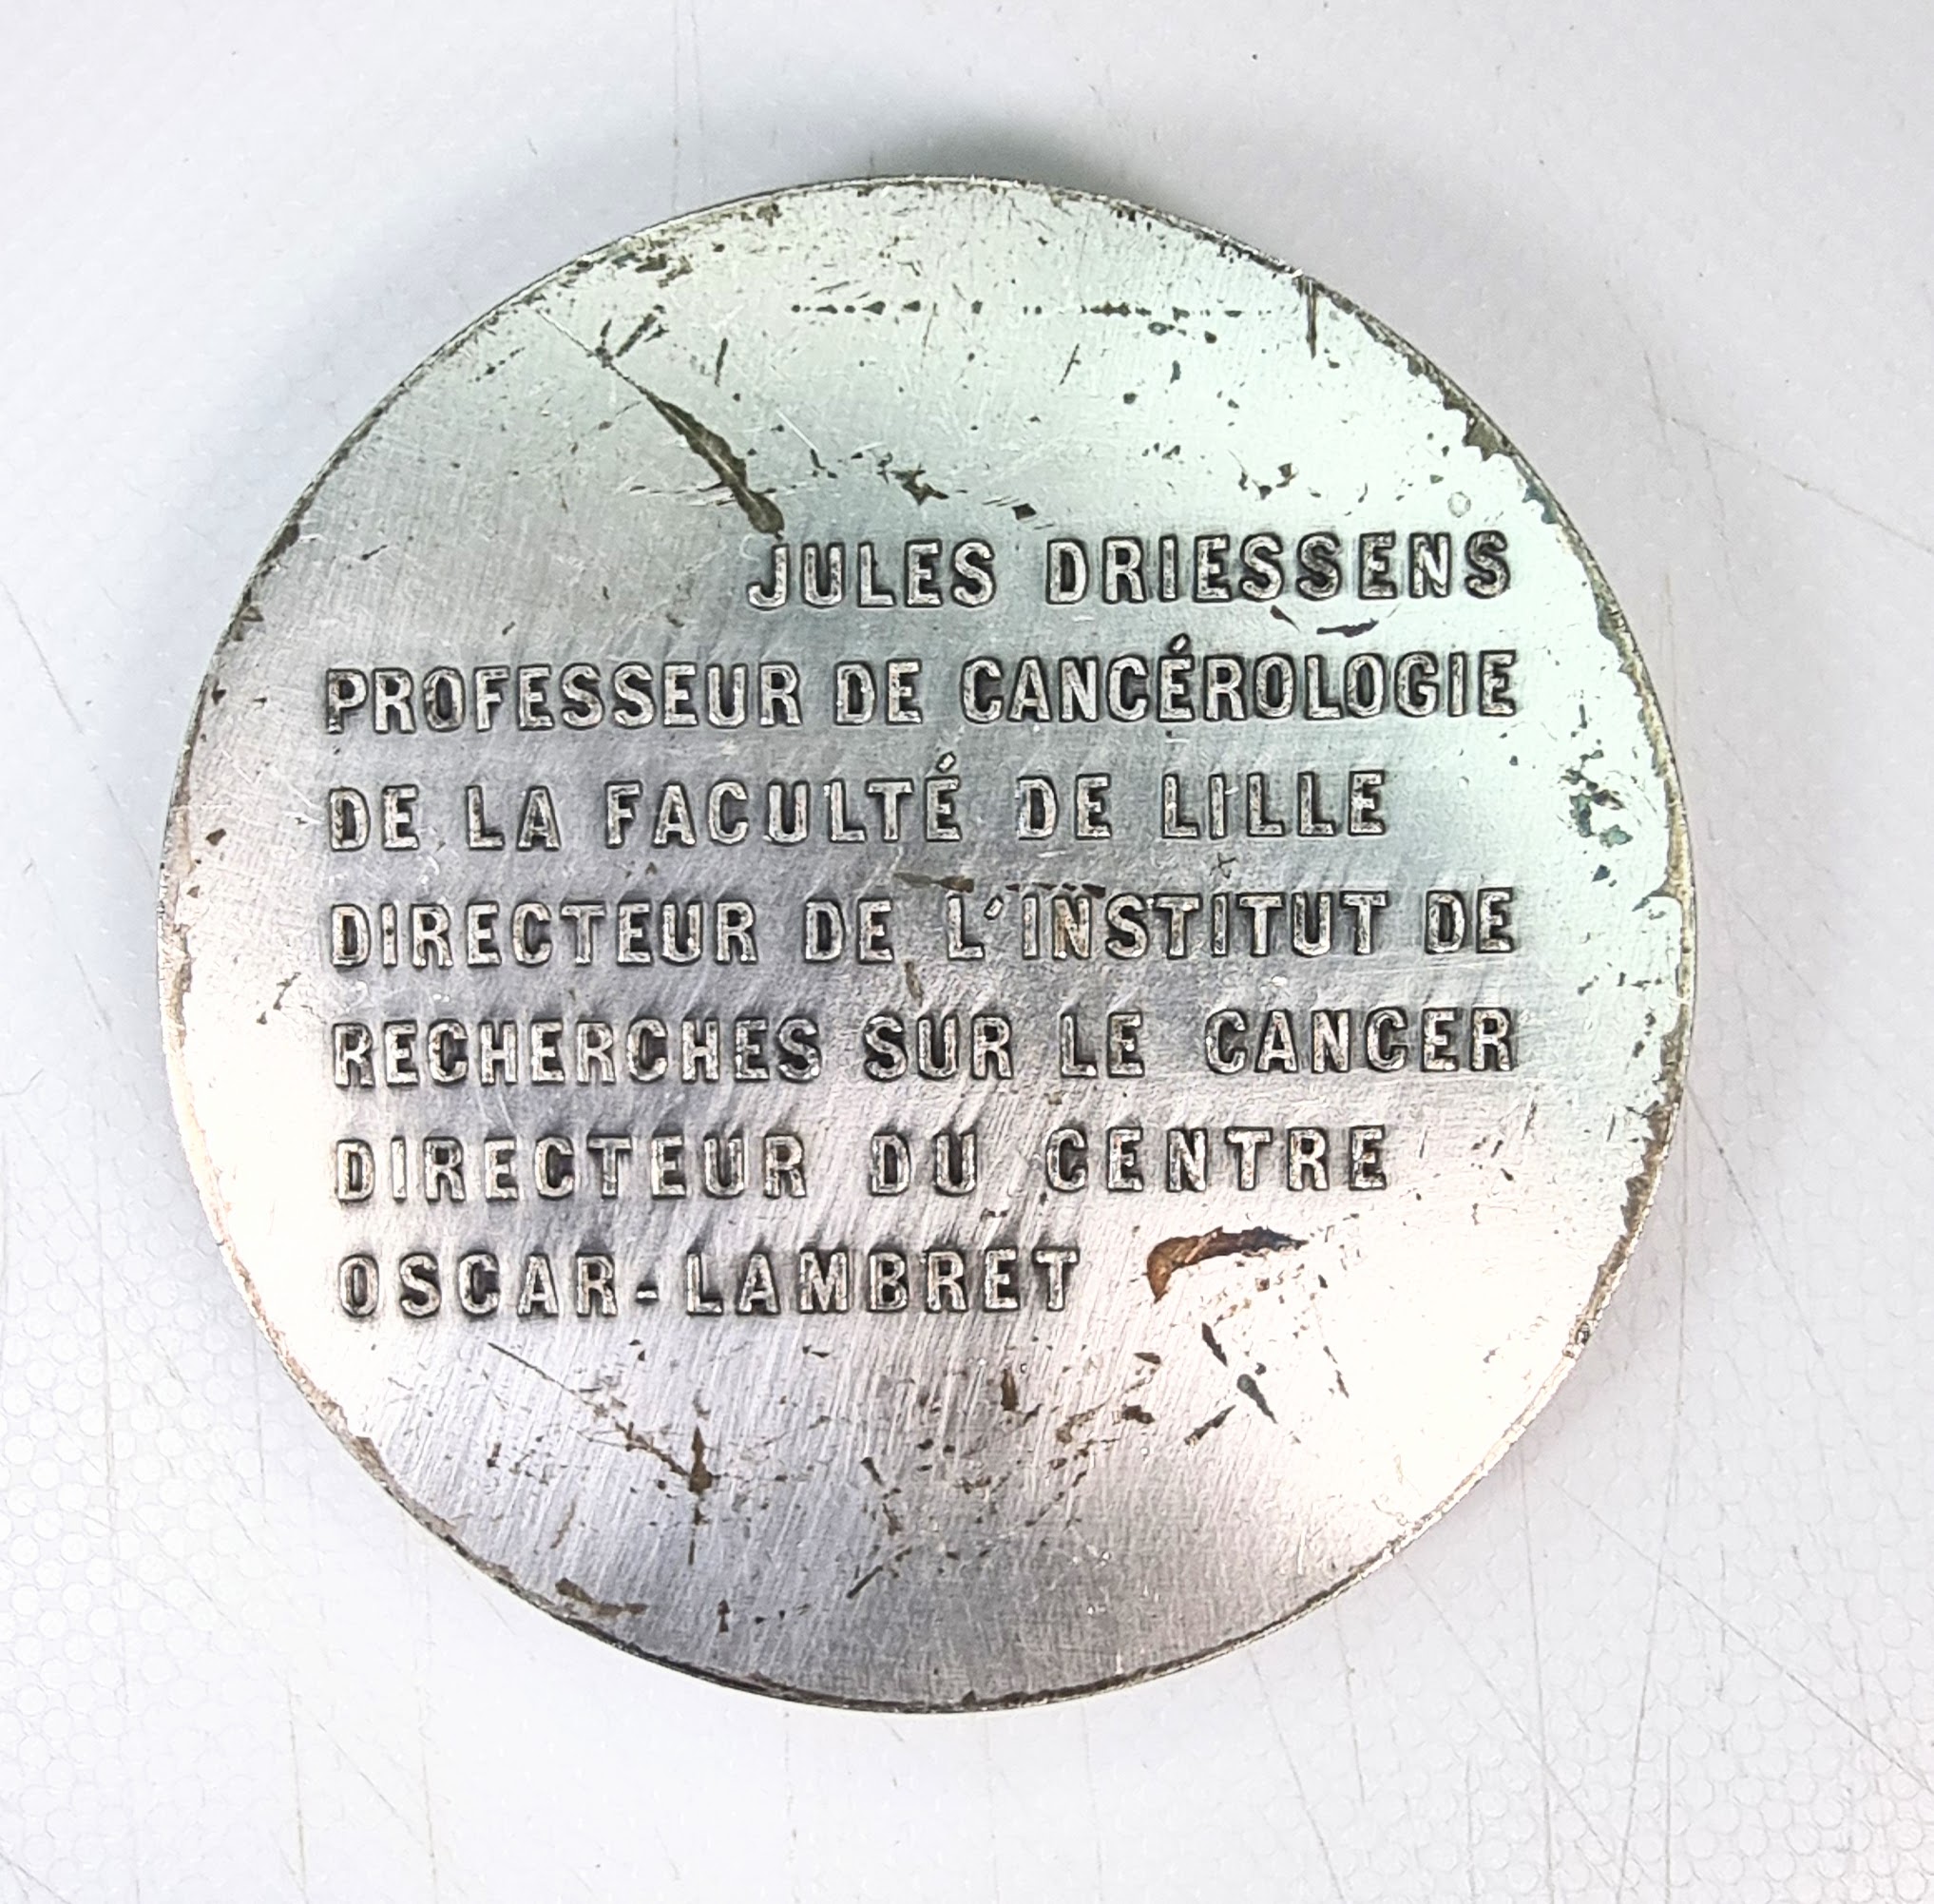 JULES DRIESSENS
PROFESSEUR DE CANCÉROLOGIE
DE LA FACULTÉ DE LILLE
DIRECTEUR DE L'INSTITUT DE
RECHERCHES SUR LE CANCER
DIRECTEUR DU CENTRE
OSCAR-LAMBRET